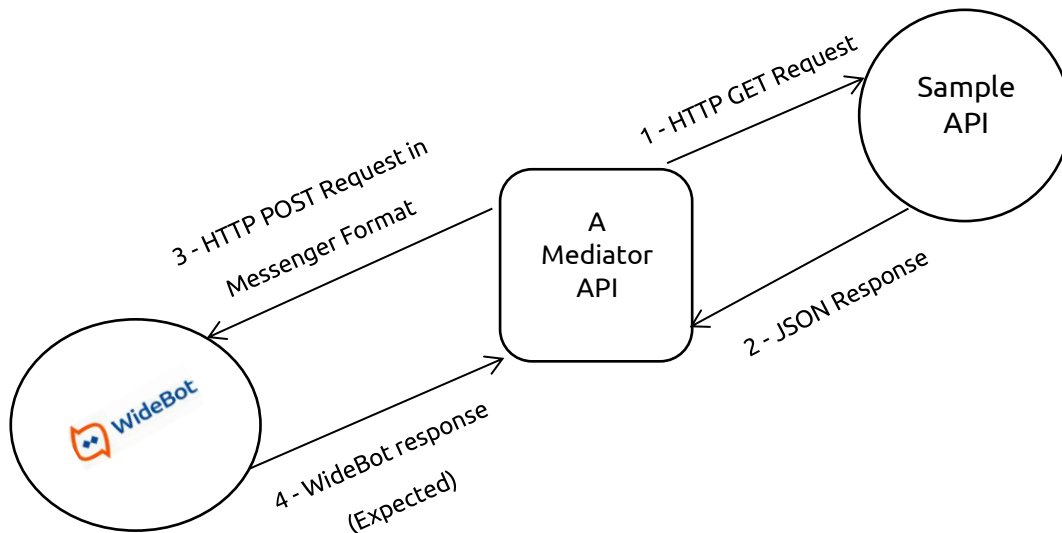 1 - HTTP GET Request
Sample
API
3 - HTTP POST Request in
Messenger Format
A
Mediator
API
2 - JSON Response
WideBot
4 - WideBot response
(Expected)